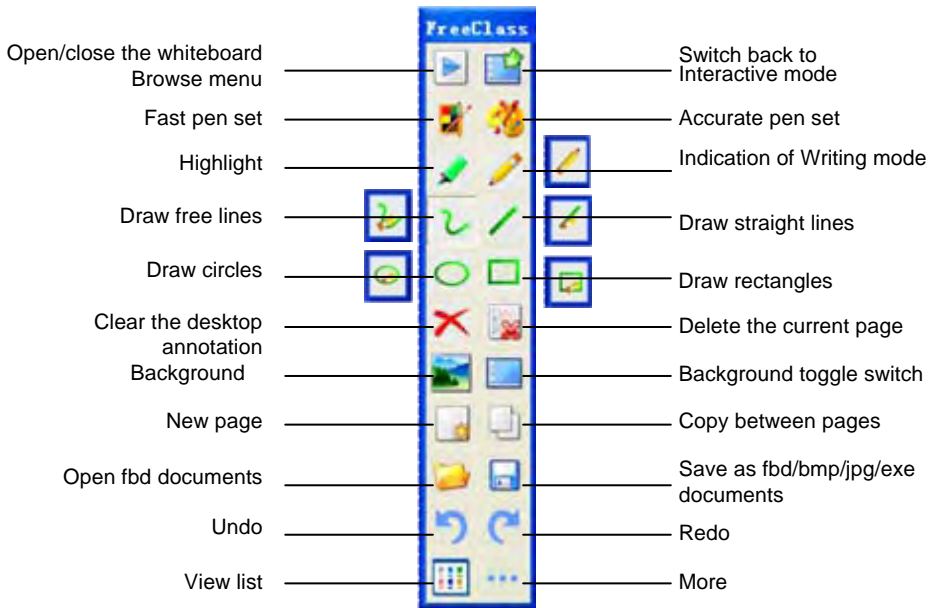 FreeClass
Open/close the whiteboard
Browse menu
Switch back to
Interactive mode
Fast pen set
Accurate pen set
Highlight
Indication of Writing mode
Draw free lines
Draw straight lines
Draw circles
Draw rectangles
Clear the desktop
annotation
Delete the current page
Background
Background toggle switch
New page
Copy between pages
Open fbd documents
Save as fbd/bmp/jpg/exe
documents
Undo
Redo
View list
More